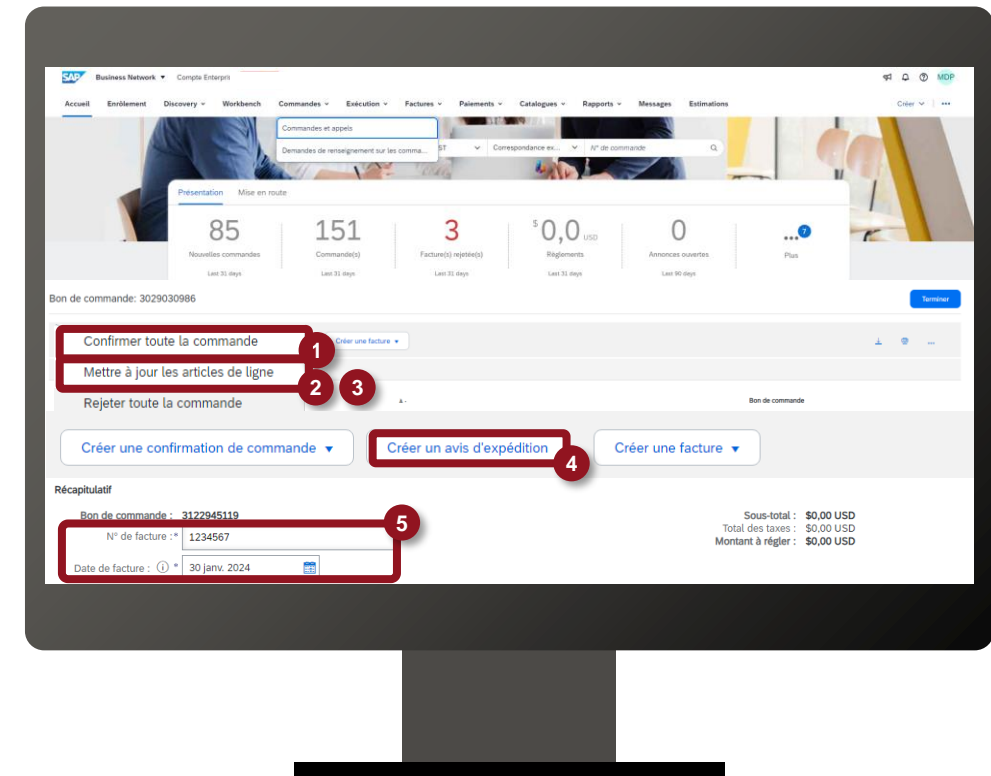 SAP Business Network ▾ Compte Enterpris MDP
Accueil Enrôlement Discovery Workbench Commandes Exécution Factures Paiements Catalogues Rapports Messages Estimations Créer ...
Commandes et appels
Demandes de renseignement sur les comma... ST Correspondance ex... N° de commande
Présentation Mise en route
85 151 3 $0,0 USD 0 ... 7
Nouvelles commandes Commande(s) Facture(s) rejetée(s) Règlements Annonces ouvertes Plus
Last 31 days Last 31 days Last 31 days Last 31 days Last 90 days
Bon de commande: 3029030986 Terminer
Confirmer toute la commande 1 Créer une facture ▾ ...
Mettre à jour les articles de ligne 2 3
Rejeter toute la commande Bon de commande
Créer une confirmation de commande ▾ Créer un avis d'expédition 4 Créer une facture ▾
Récapitulatif
Bon de commande : 3122945119 5 Sous-total : $0,00 USD
N° de facture :* 1234567 Total des taxes : $0,00 USD
Montant à régler : $0,00 USD
Date de facture : ⓘ * 30 janv. 2024